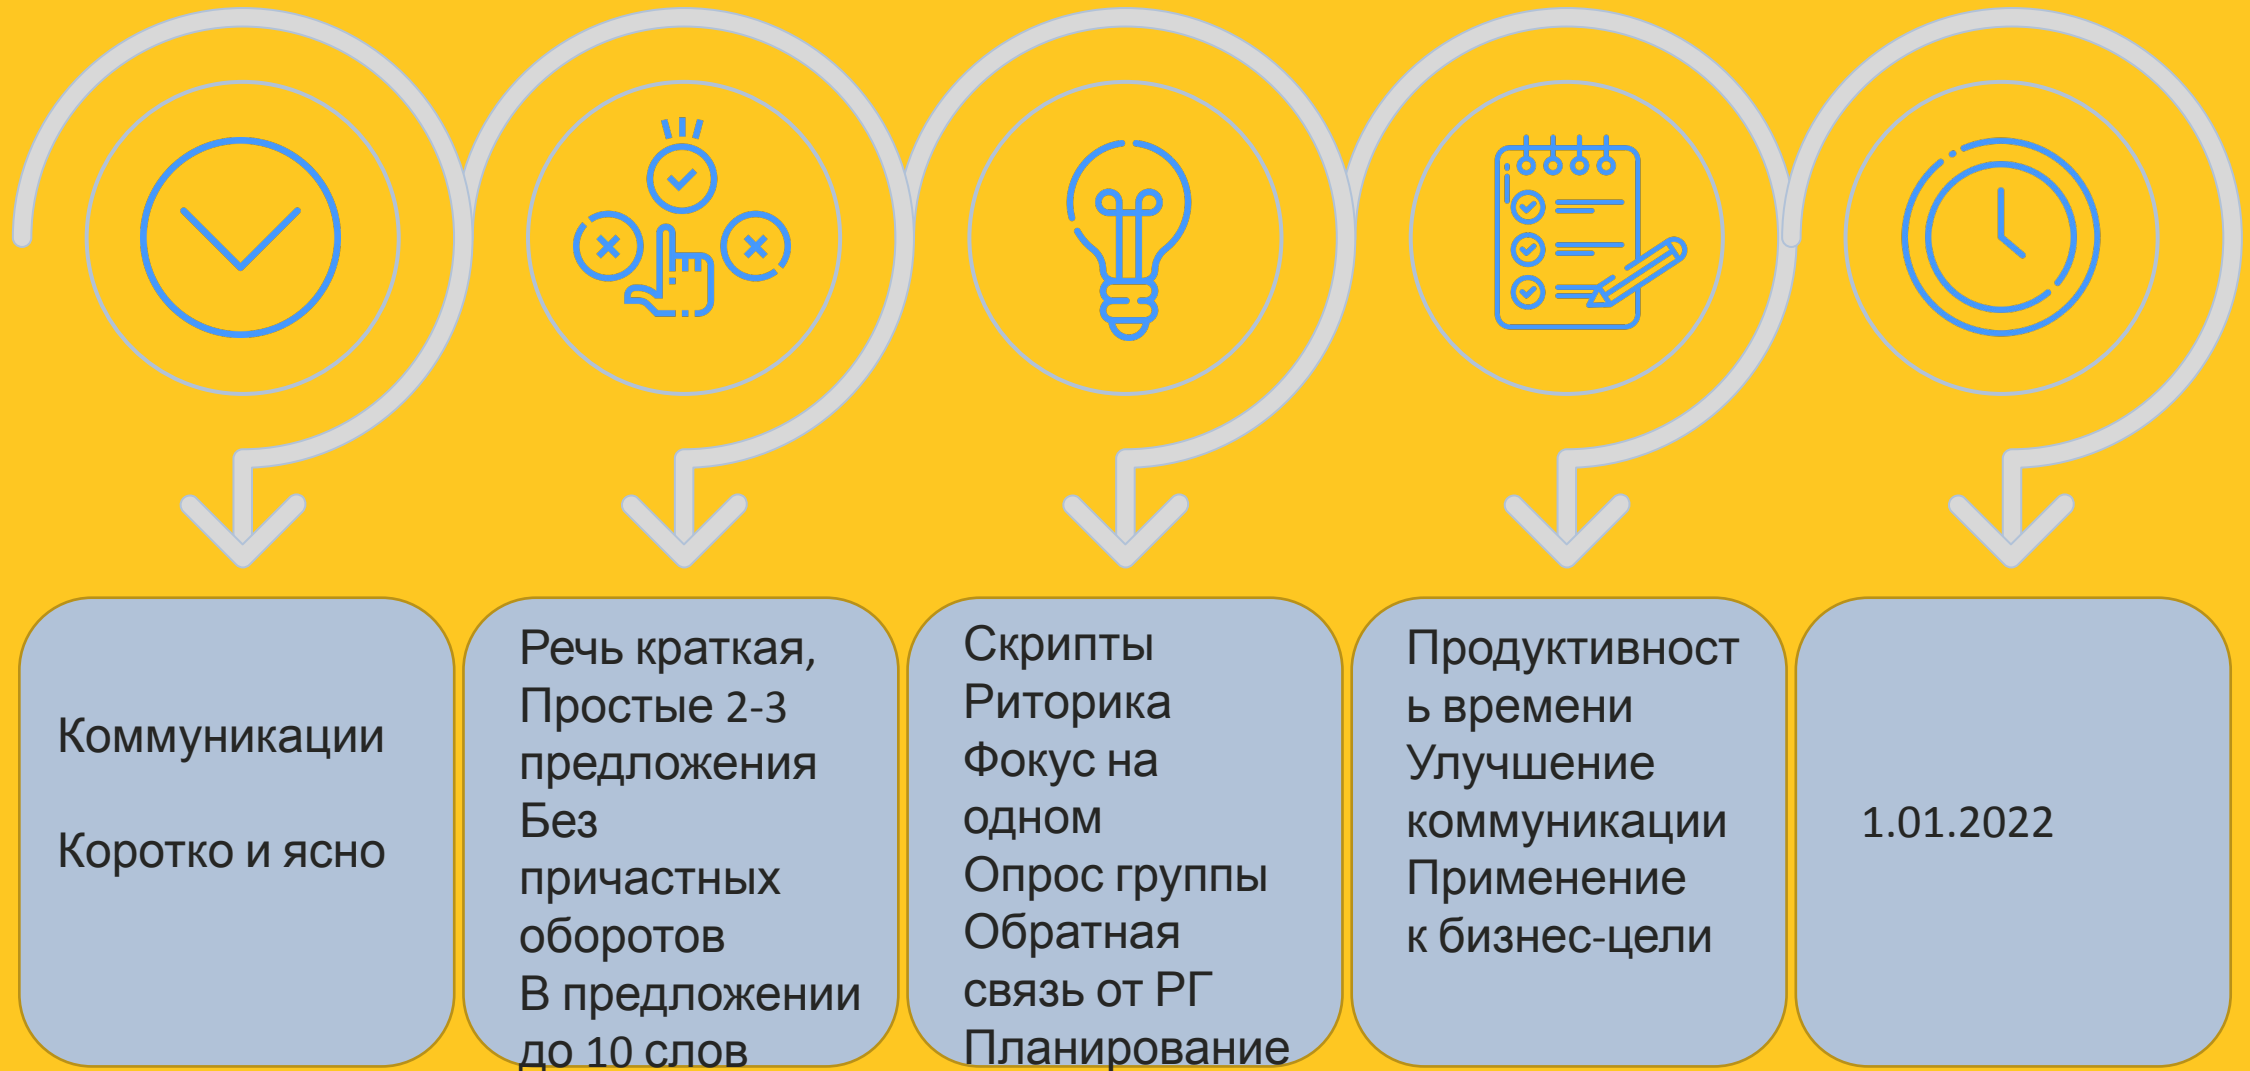 Коммуникации
Коротко и ясно
Речь краткая,
Простые 2-3
предложения
Без
причастных
оборотов
В предложении
до 10 слов
Скрипты
Риторика
Фокус на
одном
Опрос группы
Обратная
связь от РГ
Планирование
Продуктивност
ь времени
Улучшение
коммуникации
Применение
к бизнес-цели
1.01.2022